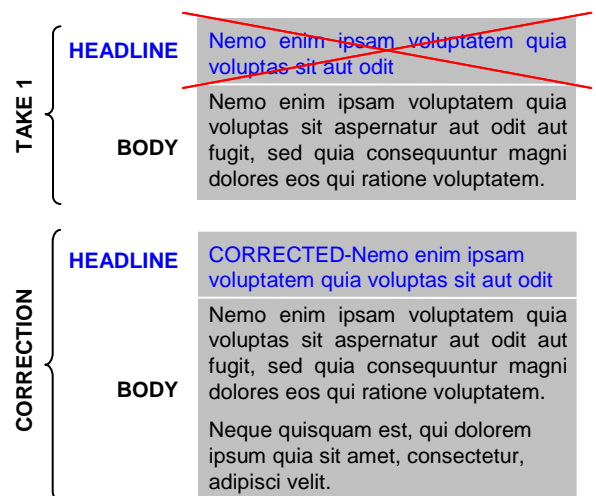 TAKE 1
HEADLINE
Nemo enim ipsam voluptatem quia
voluptas sit aut odit
BODY
Nemo enim ipsam voluptatem quia
voluptas sit aspernatur aut odit aut
fugit, sed quia consequuntur magni
dolores eos qui ratione voluptatem.
CORRECTION
HEADLINE
CORRECTED-Nemo enim ipsam
voluptatem quia voluptas sit aut odit
BODY
Nemo enim ipsam voluptatem quia
voluptas sit aspernatur aut odit aut
fugit, sed quia consequuntur magni
dolores eos qui ratione voluptatem.
Neque quisquam est, qui dolorem
ipsum quia sit amet, consectetur,
adipisci velit.